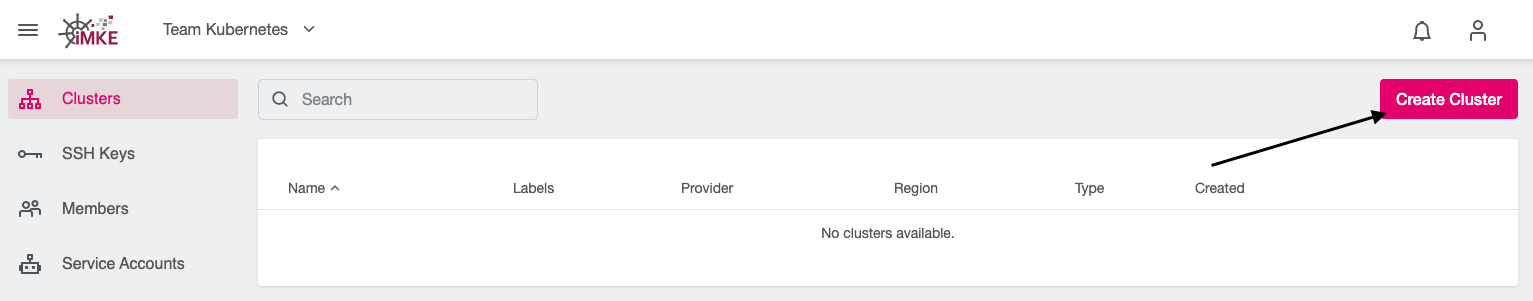 iMKE
Team Kubernetes
Clusters
Search
Create Cluster
SSH Keys
Members
Service Accounts
Name Labels Provider Region Type Created
No clusters available.